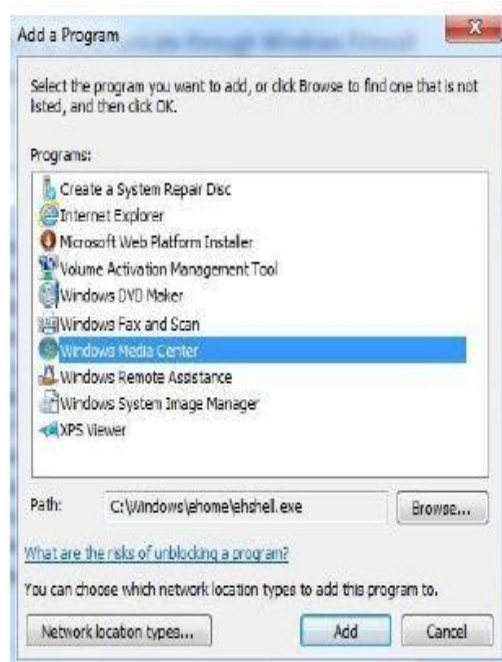 Add a Program
Select the program you want to add, or click Browse to find one that is not
listed, and then click OK.
Programs:
Create a System Repair Disc
Internet Explorer
Microsoft Web Platform Installer
Volume Activation Management Tool
Windows DVD Maker
Windows Fax and Scan
Windows Media Center
Windows Remote Assistance
Windows System Image Manager
XPS Viewer
Path: C:\Windows\ehome\ehshell.exe Browse...
What are the risks of unblocking a program?
You can choose which network location types to add this program to.
Network location types... Add Cancel